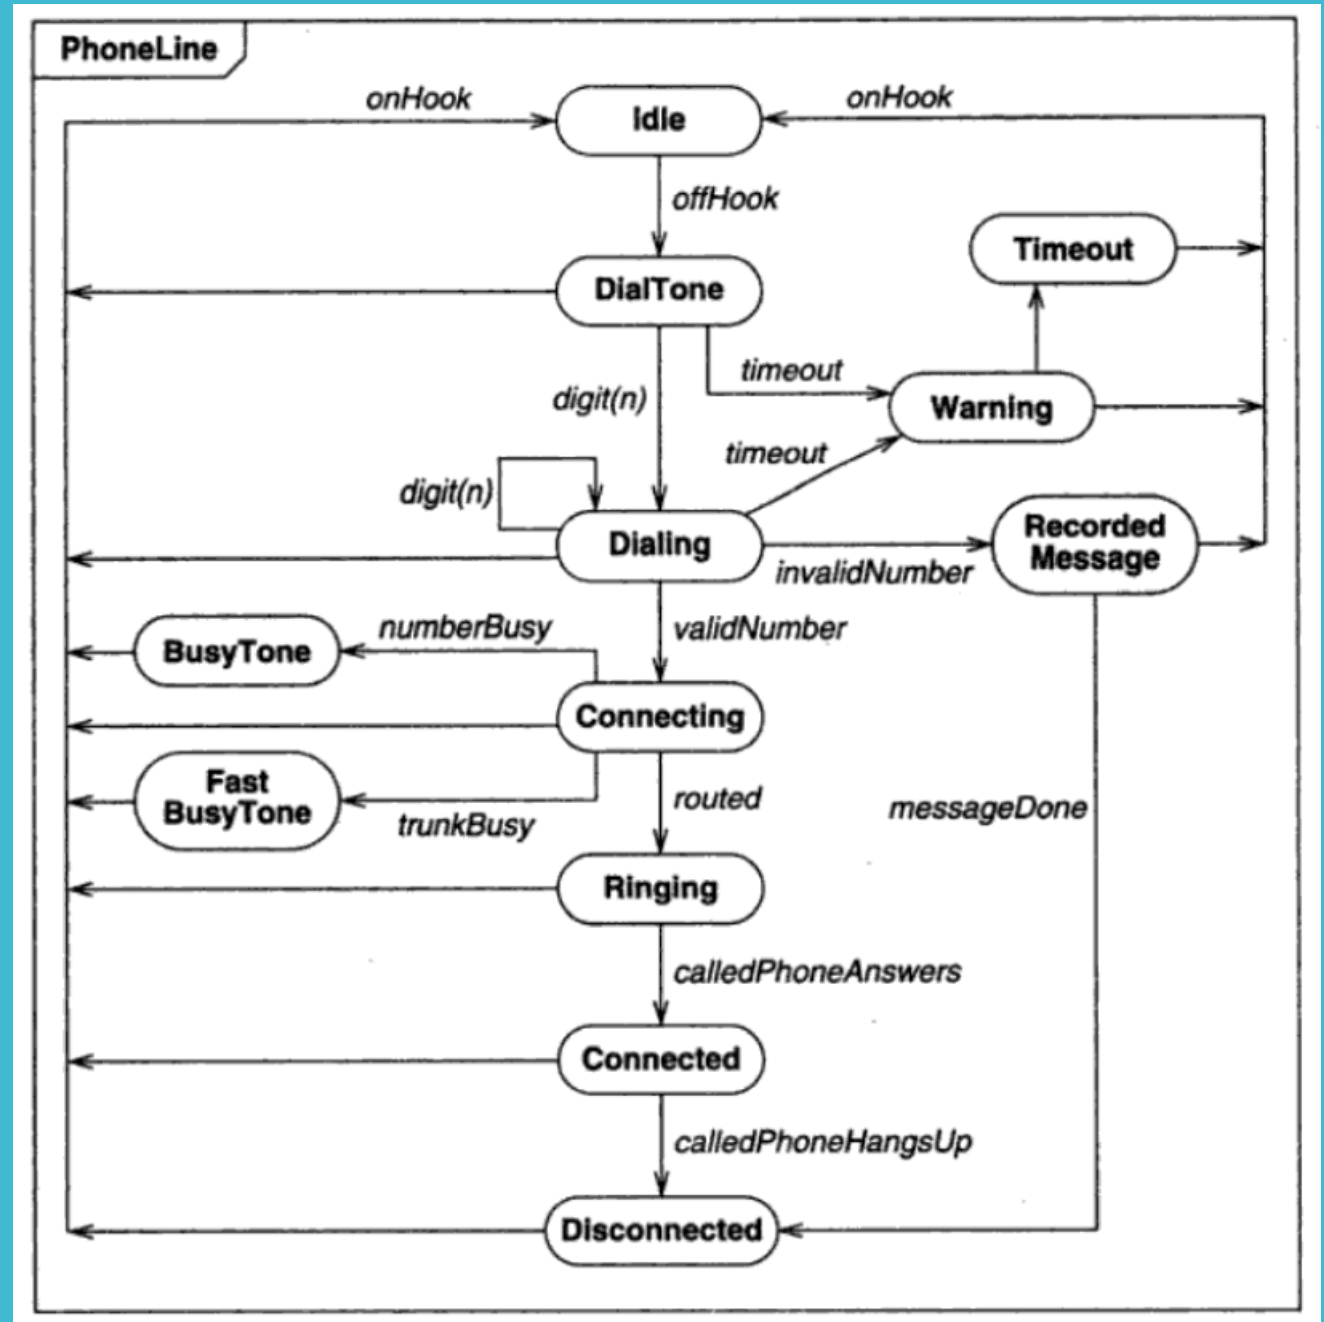 PhoneLine
onHook
Idle
onHook
offHook
Timeout
DialTone
timeout
digit(n)
Warning
timeout
digit(n)
Dialing
Recorded
Message
invalidNumber
numberBusy
validNumber
BusyTone
Connecting
Fast
BusyTone
routed
messageDone
trunkBusy
Ringing
calledPhoneAnswers
Connected
calledPhoneHangsUp
Disconnected